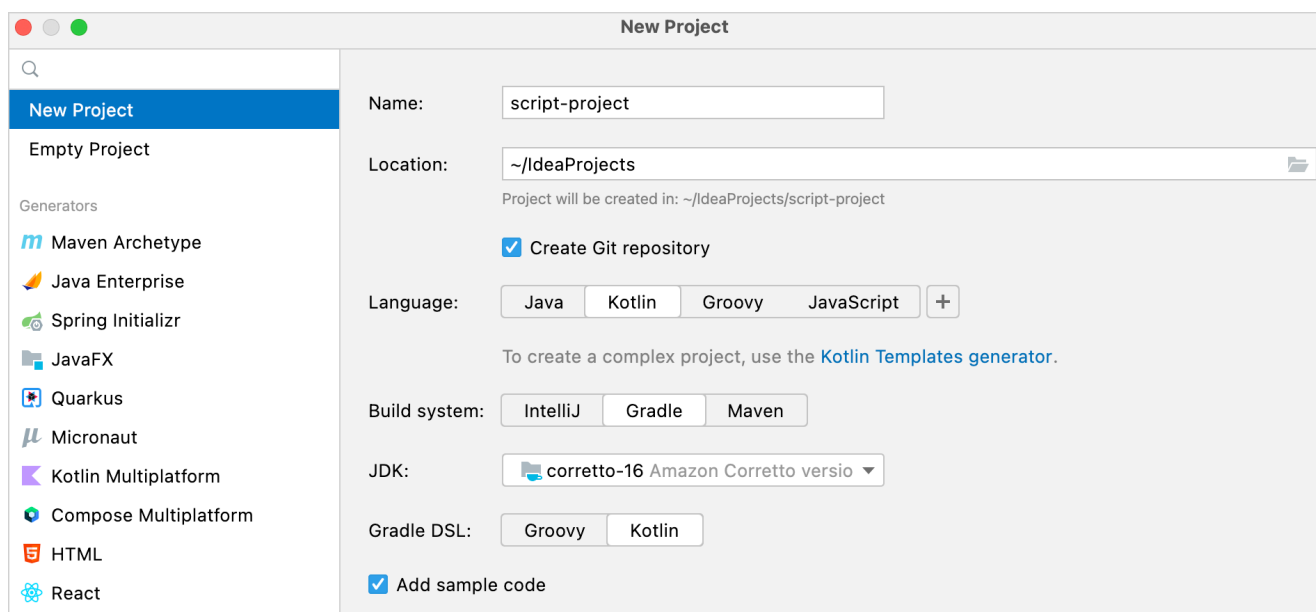 New Project
New Project
Empty Project
Generators
Maven Archetype
Java Enterprise
Spring Initializr
JavaFX
Quarkus
Micronaut
Kotlin Multiplatform
Compose Multiplatform
HTML
React
Name: script-project
Location: ~/IdeaProjects
Project will be created in: ~/IdeaProjects/script-project
Create Git repository
Language: Java Kotlin Groovy JavaScript +
To create a complex project, use the Kotlin Templates generator.
Build system: IntelliJ Gradle Maven
JDK: corretto-16 Amazon Corretto versio
Gradle DSL: Groovy Kotlin
Add sample code